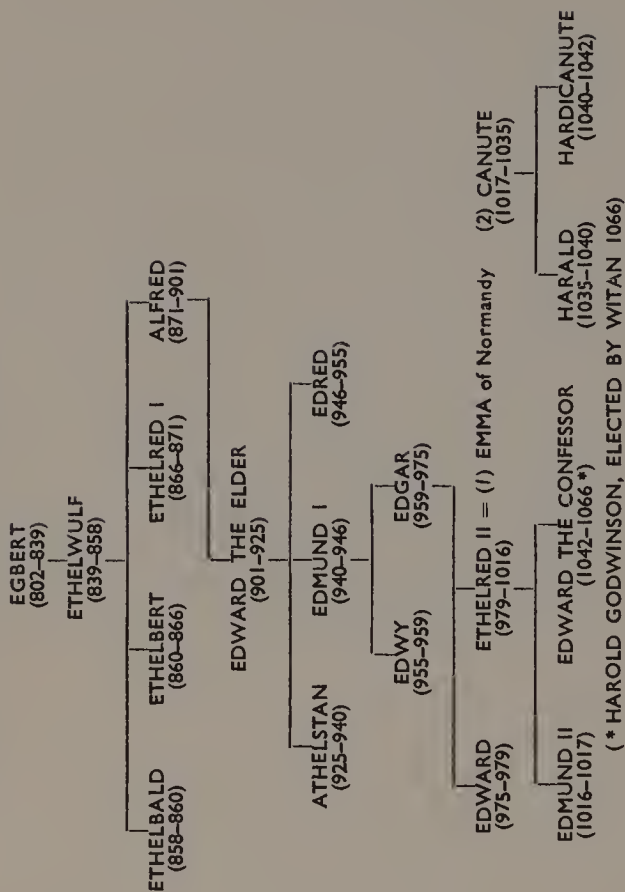 EGBERT
(802–839)
ETHELWULF
(839–858)
ETHELBALD
(858–860)
ETHELBERT
(860–866)
ETHELRED I
(866–871)
ALFRED
(871–901)
EDWARD THE ELDER
(901–925)
ATHELSTAN
(925–940)
EDMUND I
(940–946)
EDRED
(946–955)
EDWY
(955–959)
EDGAR
(959–975)
EDWARD
(975–979)
ETHELRED II = (1) EMMA of Normandy (2) CANUTE
(979–1016)
(1017–1035)
EDMUND II
(1016–1017)
EDWARD THE CONFESSOR
(1042–1066 *)
HARALD
(1035–1040)
HARDICANUTE
(1040–1042)
( * HAROLD GODWINSON, ELECTED BY WITAN 1066)